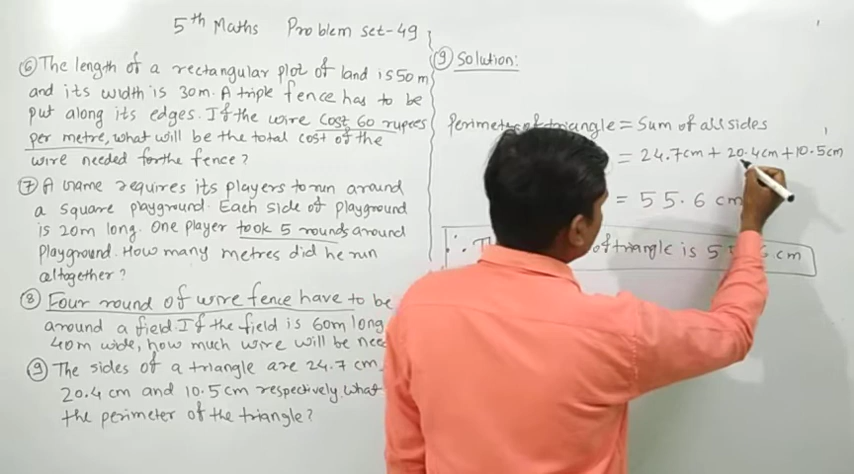 5th Maths Problem set-49
⑥ The length of a rectangular plot of land is 50 m
and its width is 30m. A triple fence has to be
put along its edges. If the wire cost 60 rupees
per metre, what will be the total cost of the
wire needed for the fence?
⑦ A game requires its players to run around
a square playground. Each side of playground
is 20m long. One player took 5 rounds around
playground. How many metres did he run
altogether?
⑧ Four round of wire fence have to be
around a field. If the field is 60m long
40m wide, how much wire will be
⑨ The sides of a triangle are 24.7 cm,
20.4 cm and 10.5 cm respectively. What
the perimeter of the triangle?
⑨ Solution:
Perimeter of triangle = Sum of all sides
= 24.7cm + 20.4cm + 10.5cm
= 55.6 cm
∴ of triangle is 55.6 cm